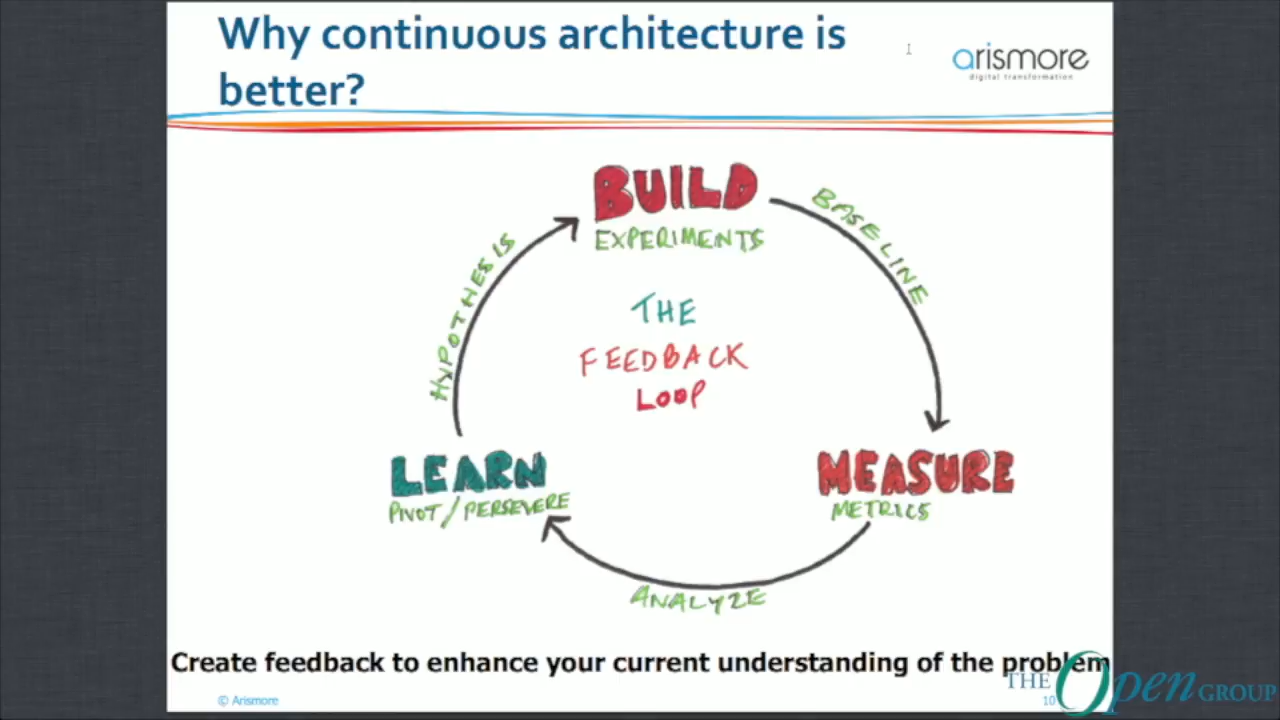 Why continuous architecture is
better?
arismore
digital transformation
BUILD
EXPERIMENTS
BASELINE
HYPOTHESIS
THE
FEEDBACK
LOOP
LEARN
PIVOT/PERSEVERE
MEASURE
METRICS
ANALYZE
Create feedback to enhance your current understanding of the problem
© Arismore
10
THE Open GROUP